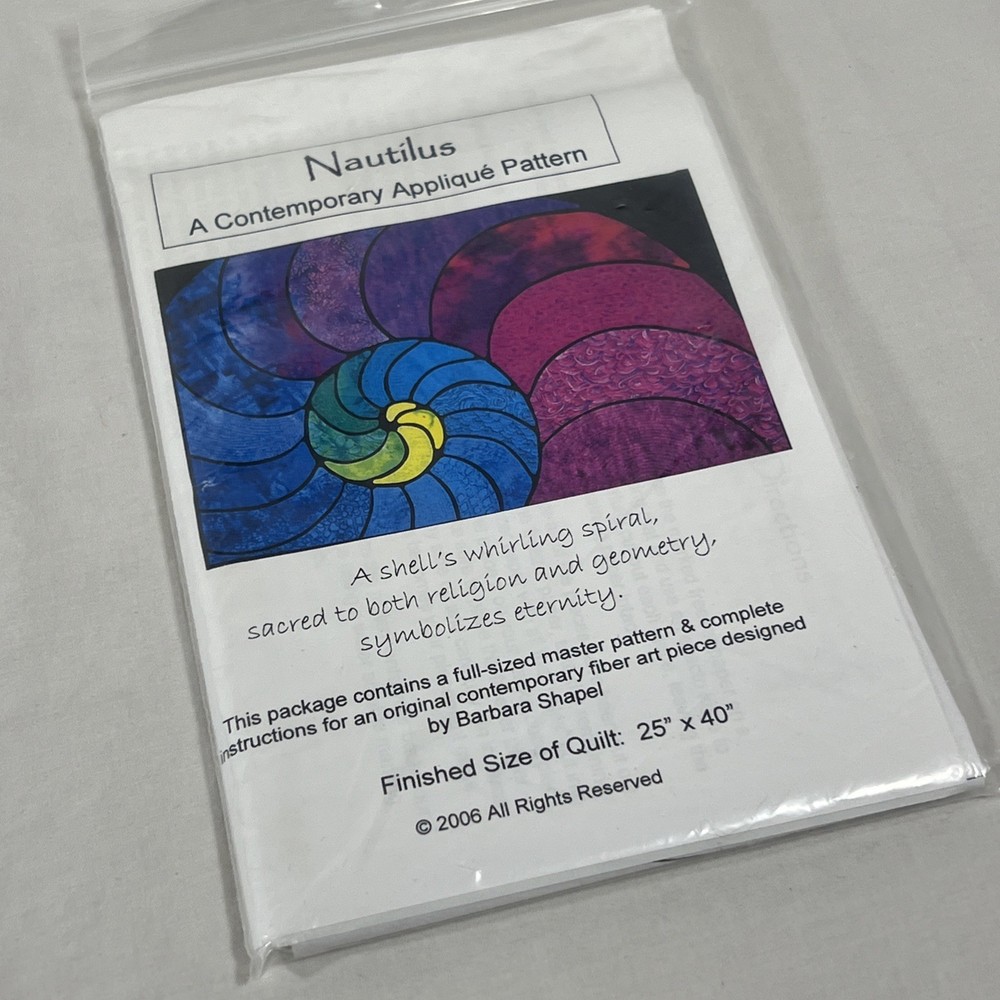 Nautilus
A Contemporary Appliqué Pattern
A shell's whirling spiral,
sacred to both religion and geometry,
symbolizes eternity.
This package contains a full-sized master pattern & complete
instructions for an original contemporary fiber art piece designed
by Barbara Shapel
Finished Size of Quilt: 25" x 40"
© 2006 All Rights Reserved